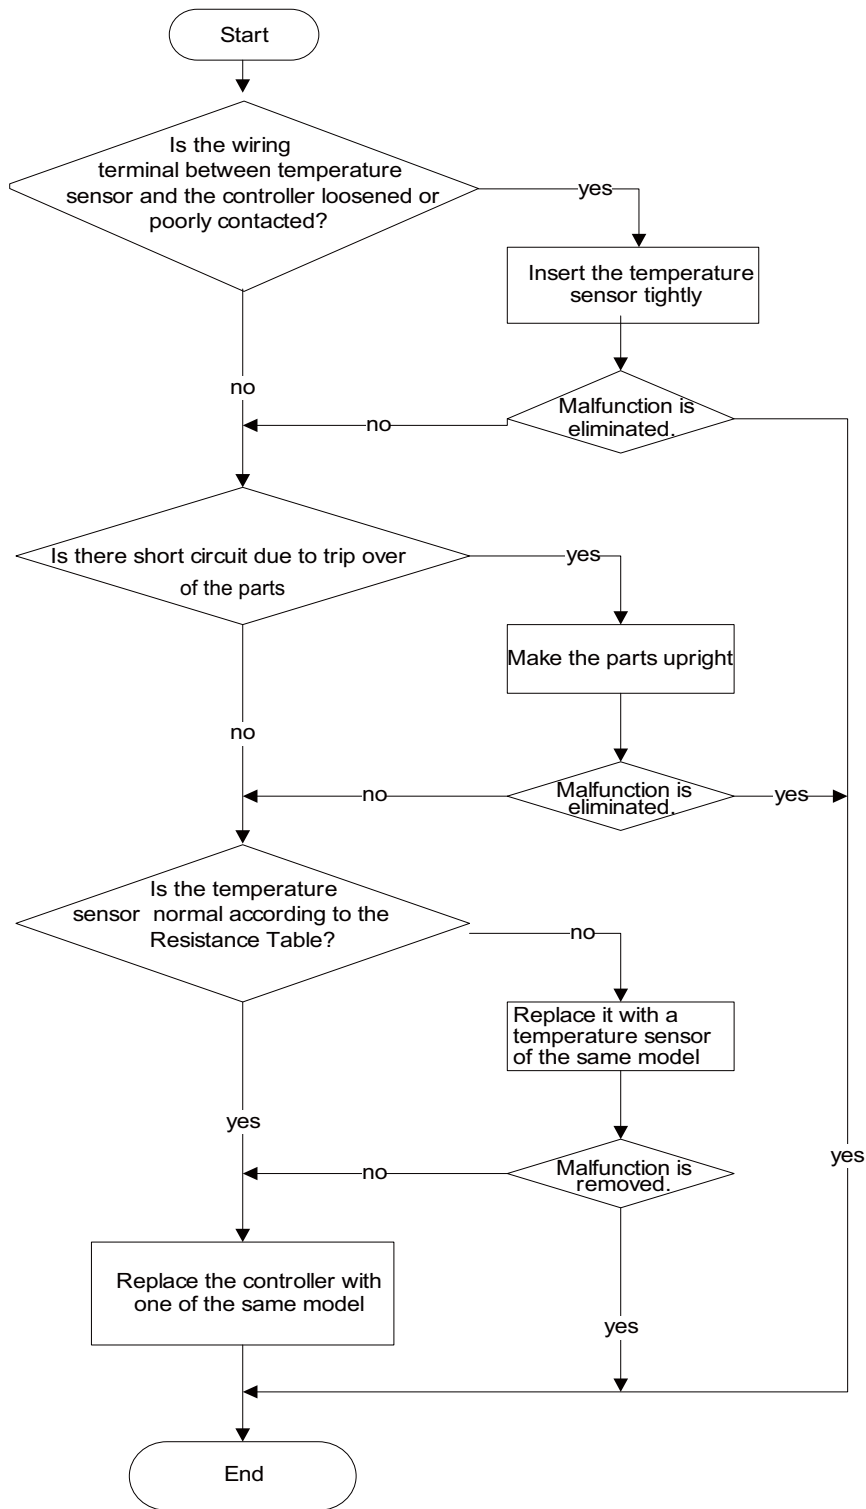 Start
Is the wiring
terminal between temperature
sensor and the controller loosened or
poorly contacted?
yes
Insert the temperature
sensor tightly
no
Malfunction is
eliminated.
no
Is there short circuit due to trip over
of the parts
yes
Make the parts upright
no
Malfunction is
eliminated.
no
yes
Is the temperature
sensor normal according to the
Resistance Table?
no
Replace it with a
temperature sensor
of the same model
yes
Malfunction is
removed.
no
yes
Replace the controller with
one of the same model
yes
End